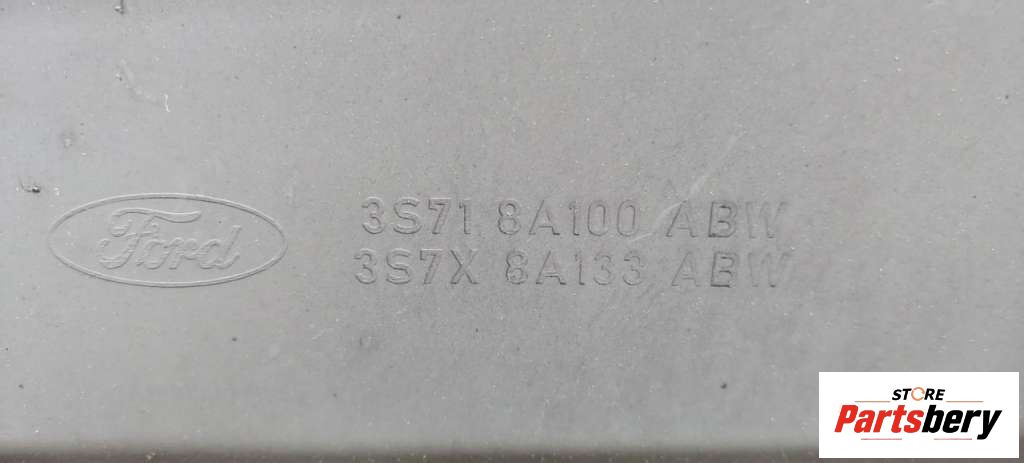 Ford
3S71 8A100 ABW
3S7X 8A133 ABW
STORE
Partsbery